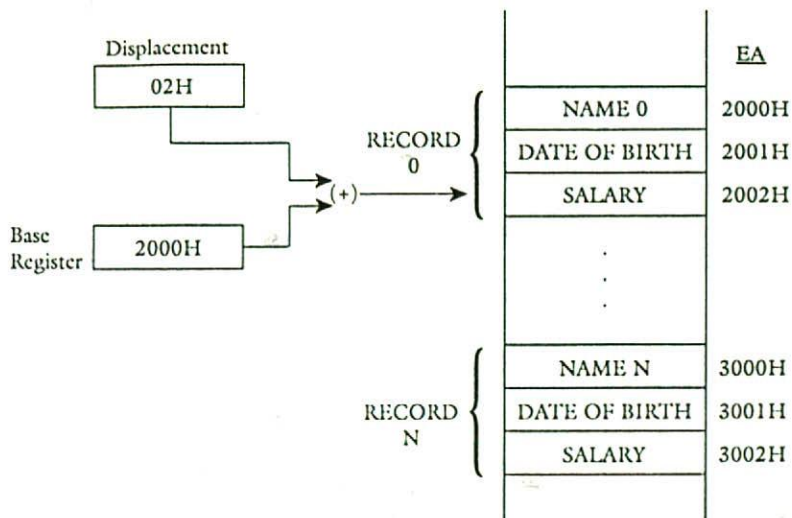 Displacement
02H
Base
Register
2000H
(+)
RECORD
0
EA
NAME 0 2000H
DATE OF BIRTH 2001H
SALARY 2002H
.
.
.
RECORD
N
NAME N 3000H
DATE OF BIRTH 3001H
SALARY 3002H